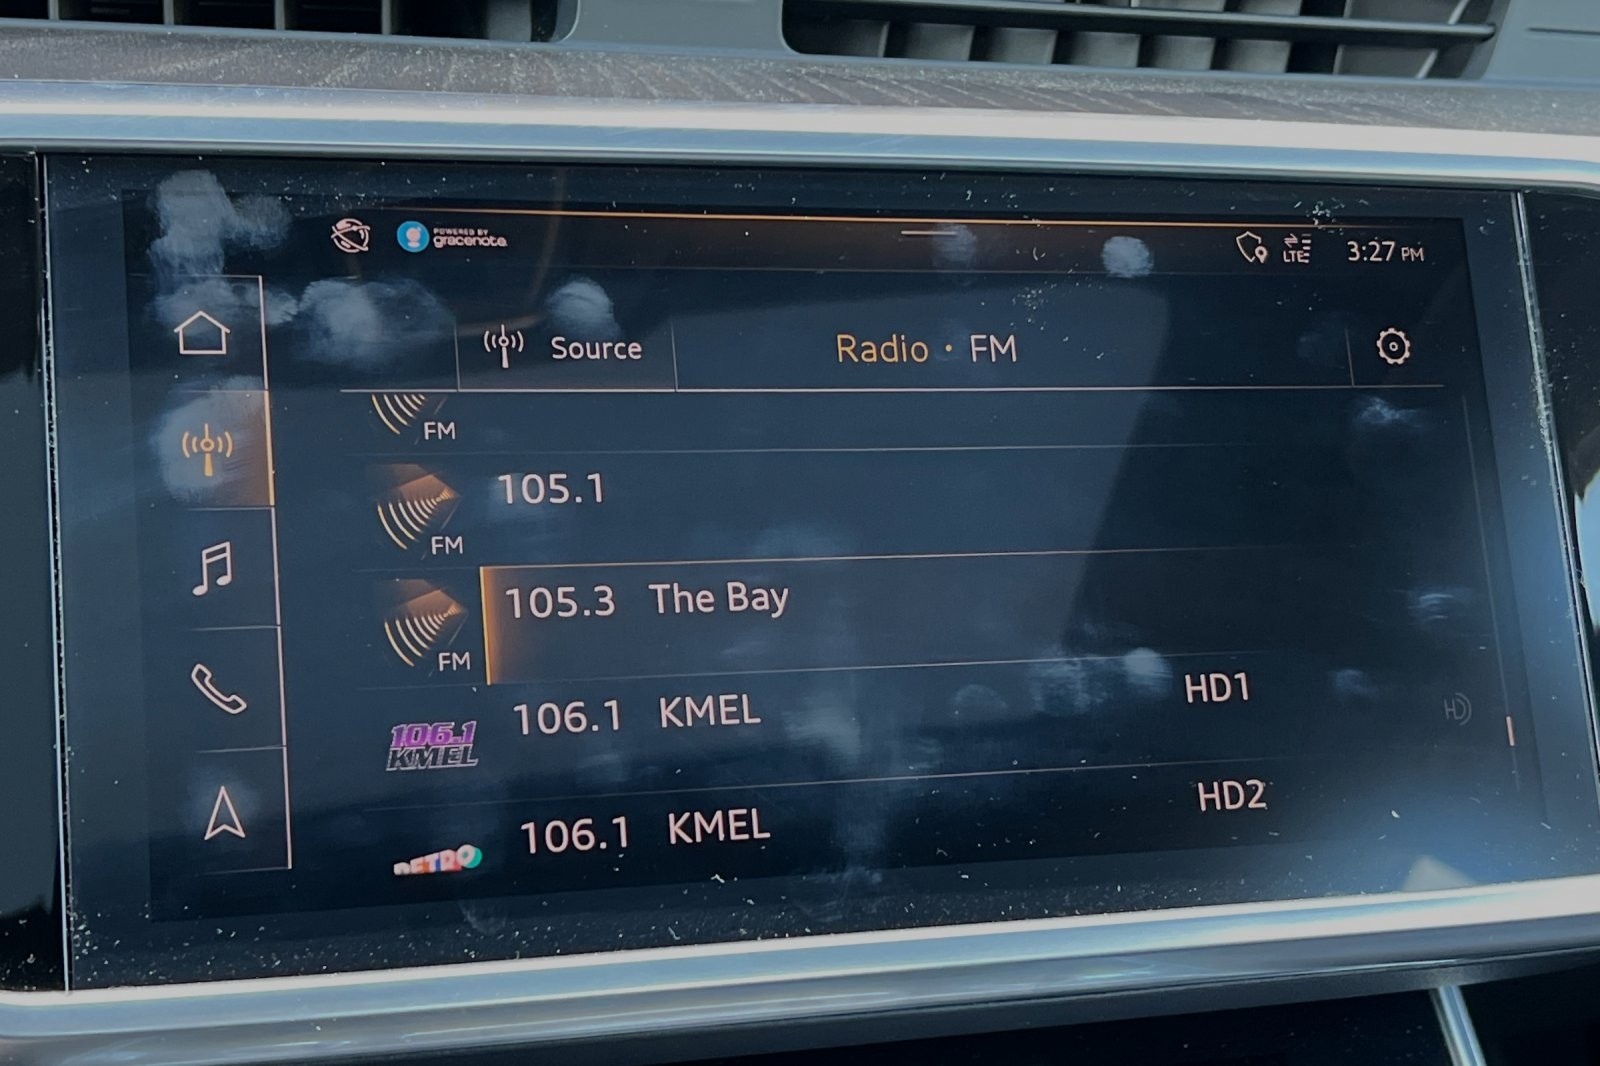 POWERED BY
gracenote.
LTE 3:27 PM
Source Radio • FM
FM
105.1
FM
105.3 The Bay
FM
106.1 KMEL HD1
106.1
KMEL
HD
106.1 KMEL HD2
RETRO